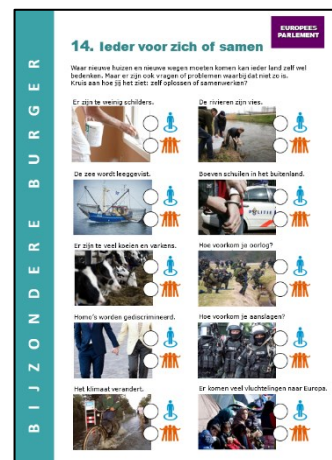 EUROPEES
PARLEMENT
14. Ieder voor zich of samen
Waar nieuwe huizen en nieuwe wegen moeten komen kan ieder land zelf wel
bedenken. Maar er zijn ook vragen of problemen waarbij dat niet zo is.
Kruis aan hoe jij het ziet: zelf oplossen of samenwerken?
Er zijn te weinig schilders.
De rivieren zijn vies.
De zee wordt leeggevist.
Boeven schuilen in het buitenland.
POLITIE
Er zijn te veel koeien en varkens.
Hoe voorkom je oorlog?
Homo's worden gediscrimineerd.
Hoe voorkom je aanslagen?
Het klimaat verandert.
Er komen veel vluchtelingen naar Europa.
BIJZONDERE BURGER